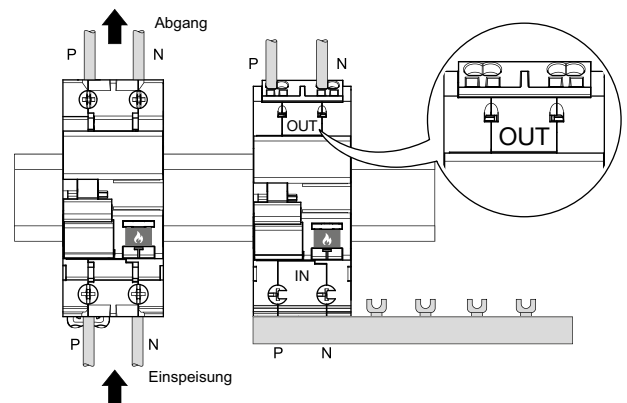 Abgang
P N P N
OUT OUT
IN
P N P N
Einspeisung